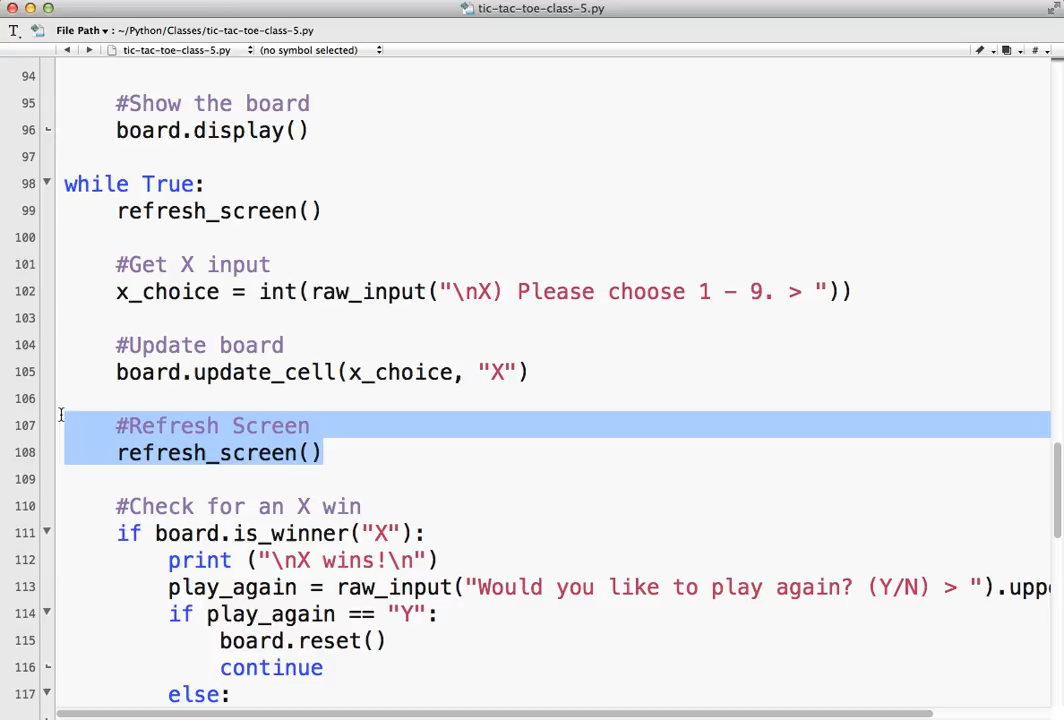 tic-tac-toe-class-5.py
File Path ▾ : ~/Python/Classes/tic-tac-toe-class-5.py
tic-tac-toe-class-5.py (no symbol selected) #
94
95 #Show the board
96 board.display()
97
98 while True:
99 refresh_screen()
100
101 #Get X input
102 x_choice = int(raw_input("\nX) Please choose 1 - 9. > "))
103
104 #Update board
105 board.update_cell(x_choice, "X")
106
107 #Refresh Screen
108 refresh_screen()
109
110 #Check for an X win
111 if board.is_winner("X"):
112 print ("\nX wins!\n")
113 play_again = raw_input("Would you like to play again? (Y/N) > ").uppe
114 if play_again == "Y":
115 board.reset()
116 continue
117 else: